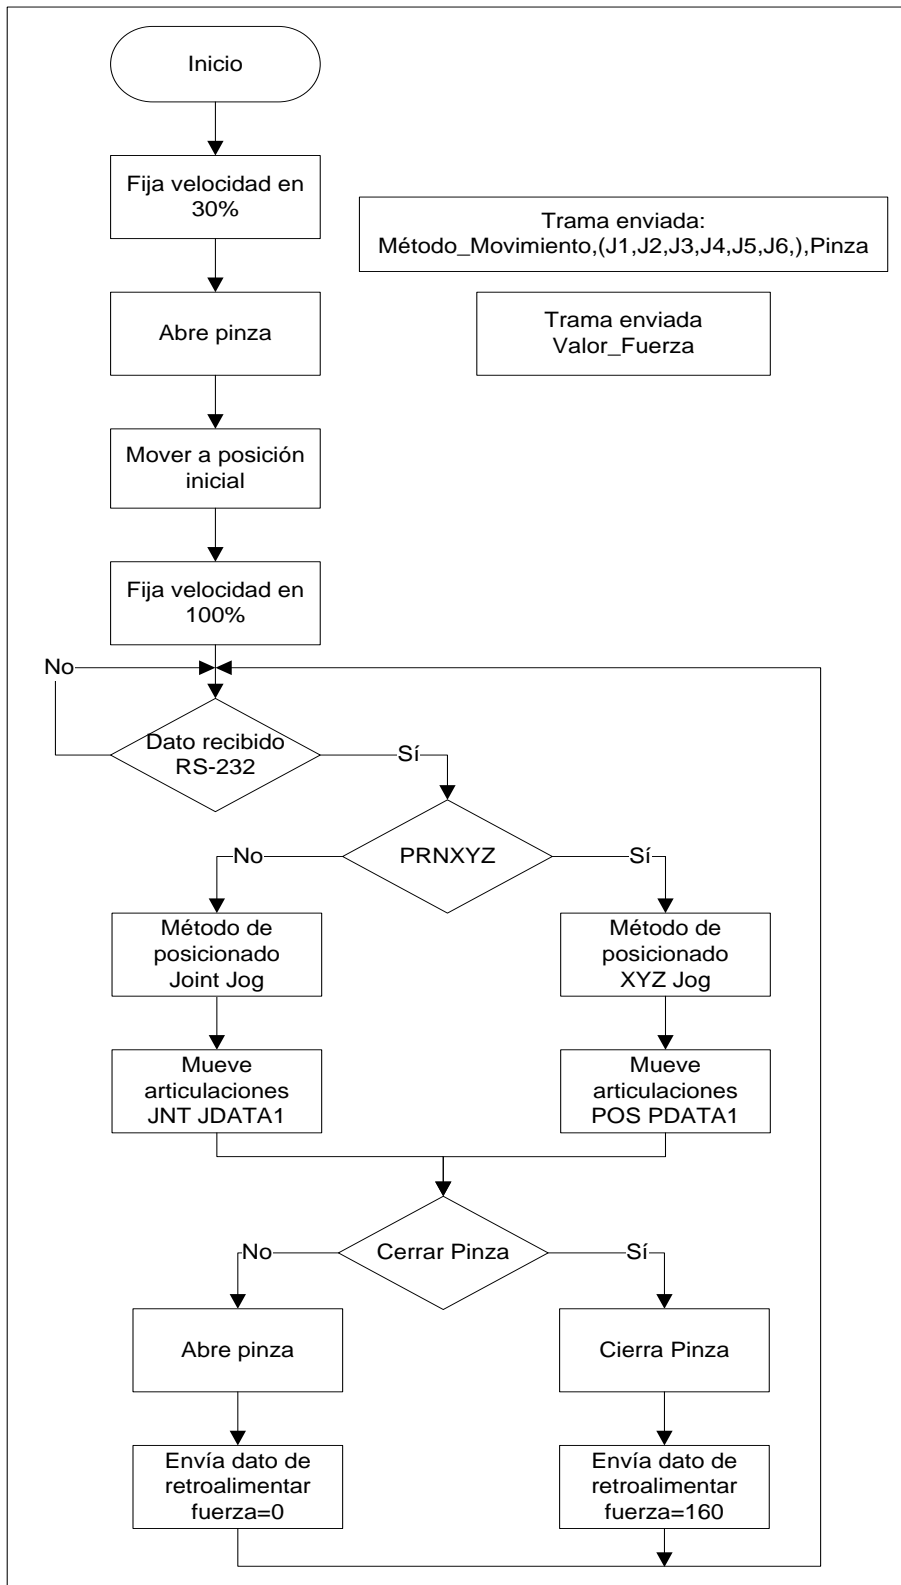 Inicio
Fija velocidad en
30%
Trama enviada:
Método_Movimiento,(J1,J2,J3,J4,J5,J6,),Pinza
Abre pinza
Trama enviada
Valor_Fuerza
Mover a posición
inicial
Fija velocidad en
100%
No
Dato recibido
RS-232
Sí
PRNXYZ
No
Sí
Método de
posicionado
Joint Jog
Método de
posicionado
XYZ Jog
Mueve
articulaciones
JNT JDATA1
Mueve
articulaciones
POS PDATA1
Cerrar Pinza
No
Sí
Abre pinza
Cierra Pinza
Envía dato de
retroalimentar
fuerza=0
Envía dato de
retroalimentar
fuerza=160